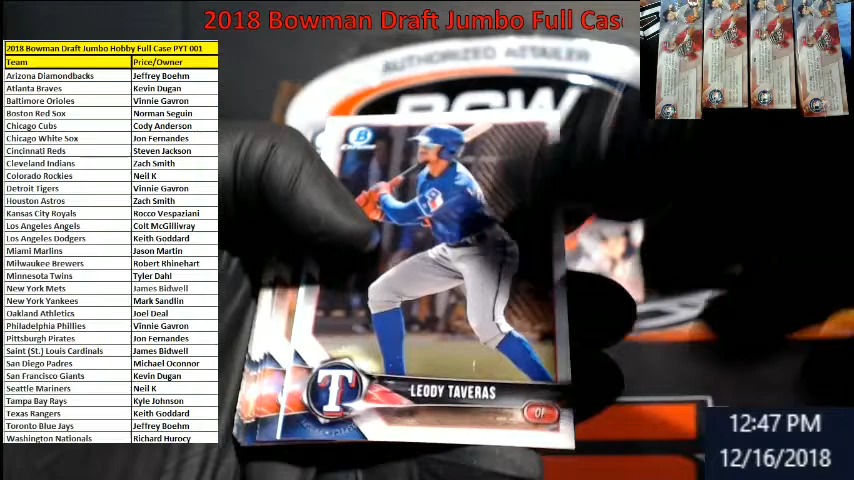 2018 Bowman Draft Jumbo Full Cas
2018 Bowman Draft Jumbo Hobby Full Case PYT 001
Team Price/Owner
Arizona Diamondbacks Jeffrey Boehm
Atlanta Braves Kevin Dugan
Baltimore Orioles Vinnie Gavron
Boston Red Sox Norman Seguin
Chicago Cubs Cody Anderson
Chicago White Sox Jon Fernandes
Cincinnati Reds Steven Jackson
Cleveland Indians Zach Smith
Colorado Rockies Neil K
Detroit Tigers Vinnie Gavron
Houston Astros Zach Smith
Kansas City Royals Rocco Vespaziani
Los Angeles Angels Colt McGillivray
Los Angeles Dodgers Keith Goddard
Miami Marlins Jason Martin
Milwaukee Brewers Robert Rhinehart
Minnesota Twins Tyler Dahl
New York Mets James Bidwell
New York Yankees Mark Sandlin
Oakland Athletics Joel Deal
Philadelphia Phillies Vinnie Gavron
Pittsburgh Pirates Jon Fernandes
Saint (St.) Louis Cardinals James Bidwell
San Diego Padres Michael Oconnor
San Francisco Giants Kevin Dugan
Seattle Mariners Neil K
Tampa Bay Rays Kyle Johnson
Texas Rangers Keith Goddard
Toronto Blue Jays Jeffrey Boehm
Washington Nationals Richard Hurocy
AUTHORIZED RETAILER
BCW
B
Chrome
T
LEODY TAVERAS
OF
12:47 PM
12/16/2018